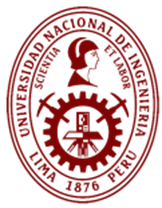 UNIVERSIDAD NACIONAL DE INGENIERIA
SCIENTIA ET LABOR
LIMA 1876 PERU